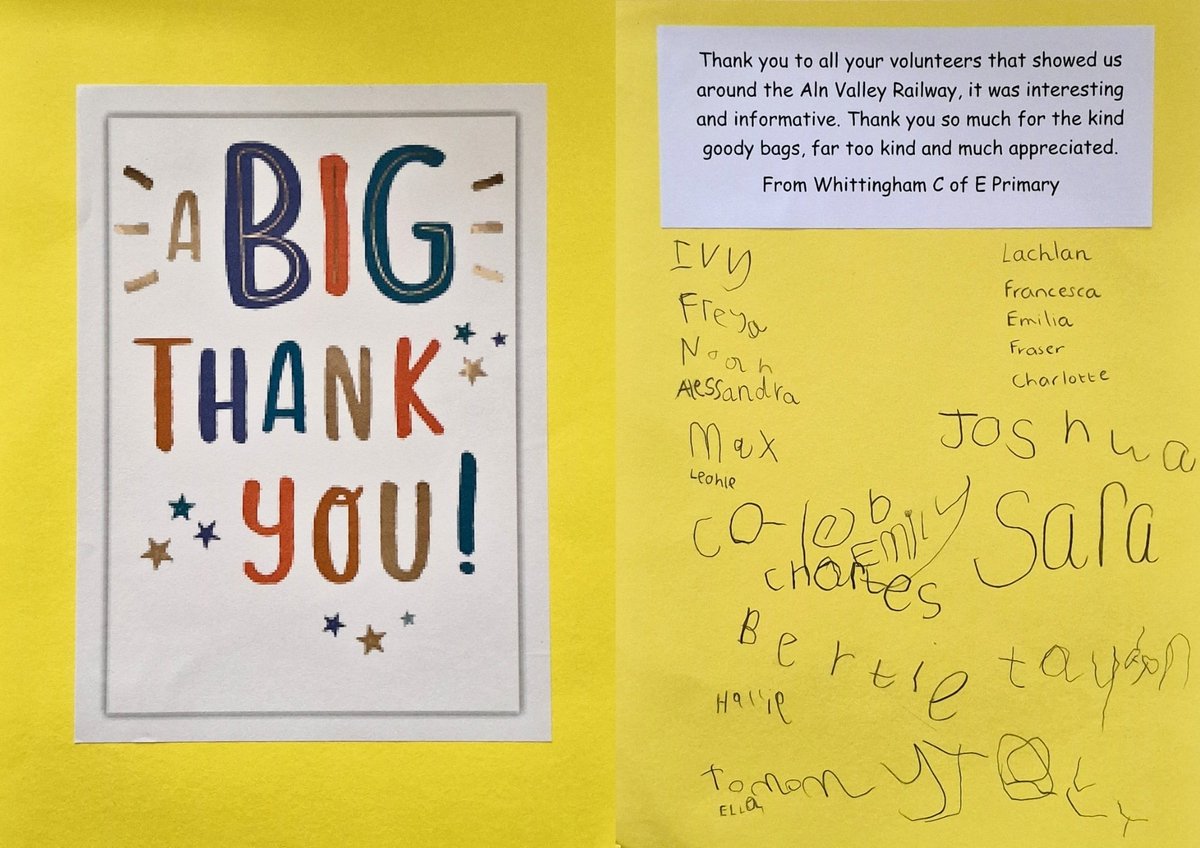 A BIG
THANK
YOU!
Thank you to all your volunteers that showed us
around the Aln Valley Railway, it was interesting
and informative. Thank you so much for the kind
goody bags, far too kind and much appreciated.
From Whittingham C of E Primary
Ivy
Freya
Noah
Alessandra
Max
Leonie
Caleb
Emily
Charles
Bertie
Hallie
Ella
Lachlan
Francesca
Emilia
Fraser
Charlotte
Joshua
Sara